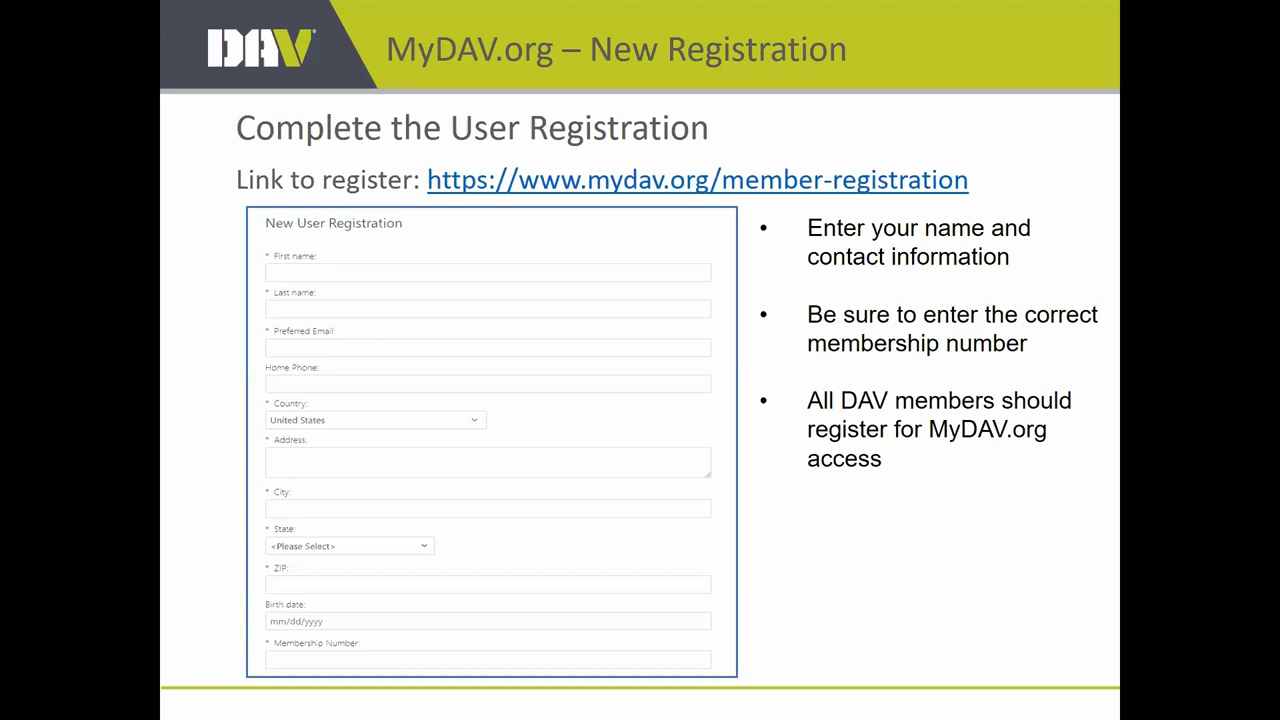 DAV
MyDAV.org – New Registration
Complete the User Registration
Link to register: https://www.mydav.org/member-registration
New User Registration
* First name:
* Last name:
* Preferred Email:
Home Phone:
* Country:
United States
* Address:
* City:
* State:
<Please Select>
* ZIP:
Birth date:
mm/dd/yyyy
* Membership Number:
• Enter your name and
contact information
• Be sure to enter the correct
membership number
• All DAV members should
register for MyDAV.org
access